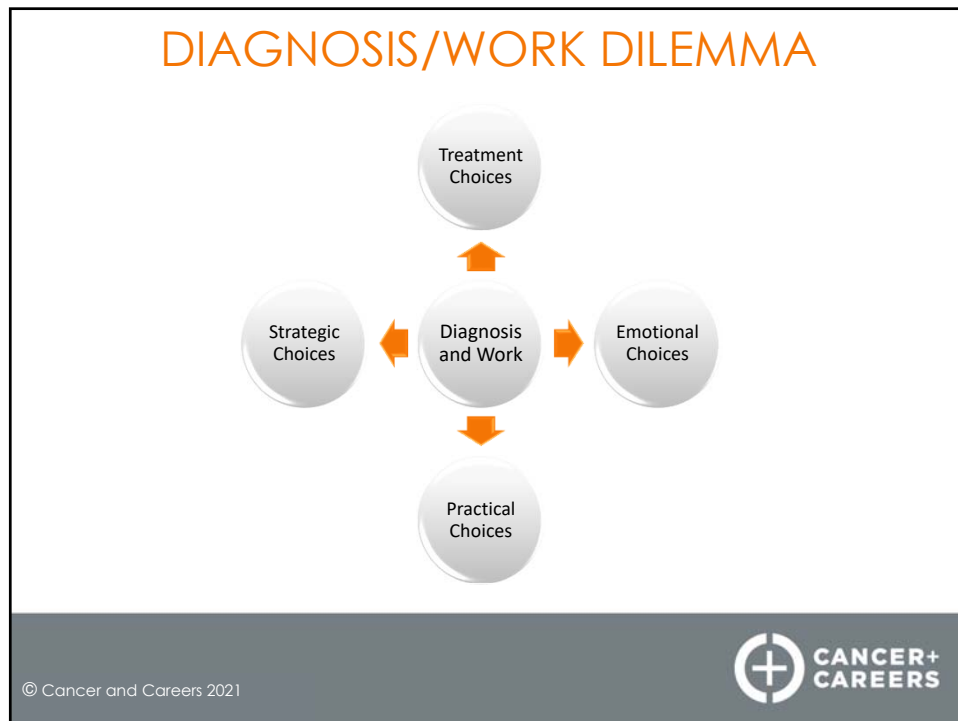 DIAGNOSIS/WORK DILEMMA
Treatment
Choices
Strategic
Choices
Diagnosis
and Work
Emotional
Choices
Practical
Choices
© Cancer and Careers 2021
CANCER+
CAREERS